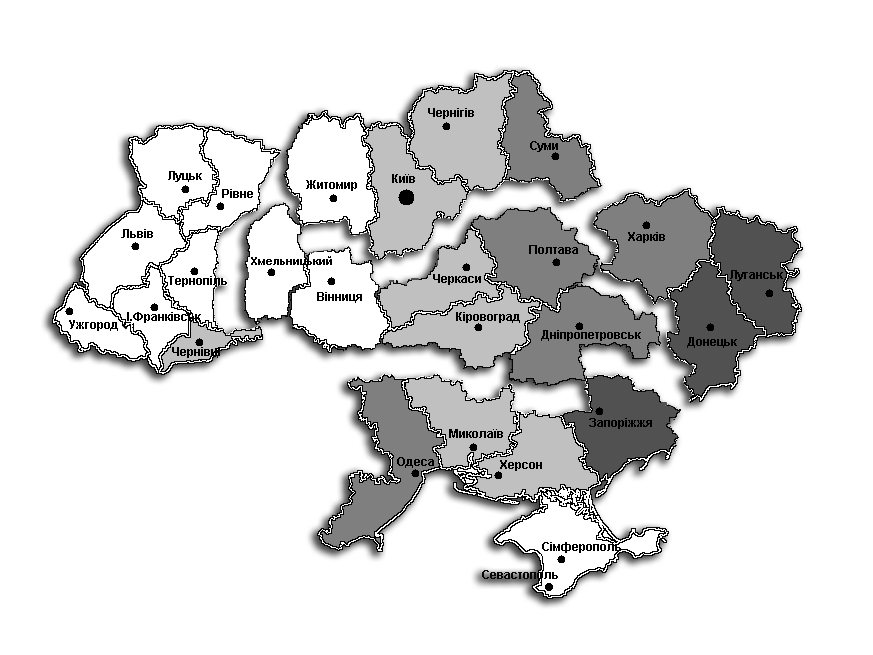 Чернігів
Суми
Луцьк
Рівне
Житомир
Київ
Львів
Харків
Полтава
Хмельницький
Тернопіль
Черкаси
Луганськ
Вінниця
Ужгород
І.Франківськ
Кіровоград
Дніпропетровськ
Донецьк
Чернівці
Запоріжжя
Миколаїв
Одеса
Херсон
Сімферополь
Севастополь